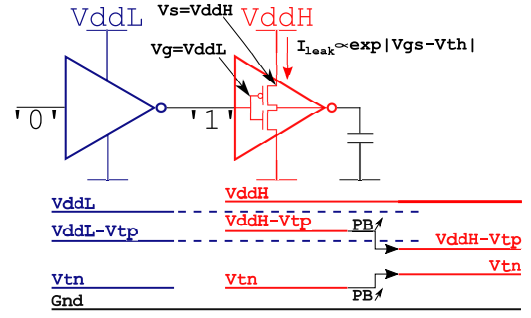 VddL
Vs=VddH
VddH
Vg=VddL
I_leak∝exp|Vgs-Vth|
'0'
'1'
VddH
VddL
VddH-Vtp
PB
VddL-Vtp
VddH-Vtp
Vtn
Vtn
Vtn
PB
Gnd